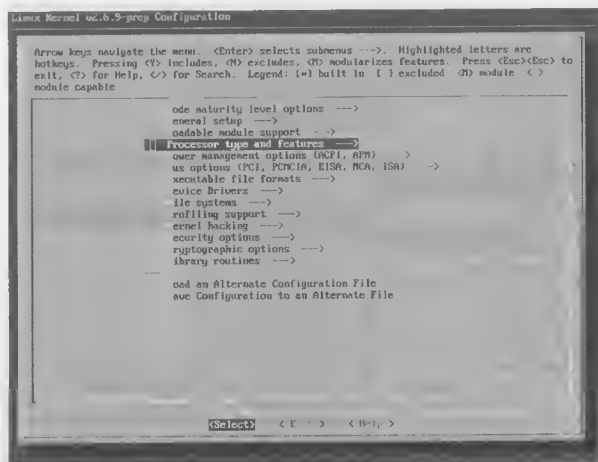 Linux Kernel v2.6.9-prep Configuration
Arrow keys navigate the menu. <Enter> selects submenus --->. Highlighted letters are
hotkeys. Pressing <Y> includes, <N> excludes, <M> modularizes features. Press <Esc><Esc> to
exit, <?> for Help, </> for Search. Legend: [*] built in [ ] excluded <M> module < >
module capable
ode maturity level options --->
eneral setup --->
oadable module support - ->
Processor type and features --->
ower management options (ACPI, APM) >
us options (PCI, PCMCIA, EISA, MCA, ISA) ->
xecutable file formats --->
evice Drivers --->
ile systems --->
rofiling support --->
ernel hacking --->
ecurity options --->
ryptographic options --->
ibrary routines --->
---
oad an Alternate Configuration File
ave Configuration to an Alternate File
<Select> < E t > < Help >